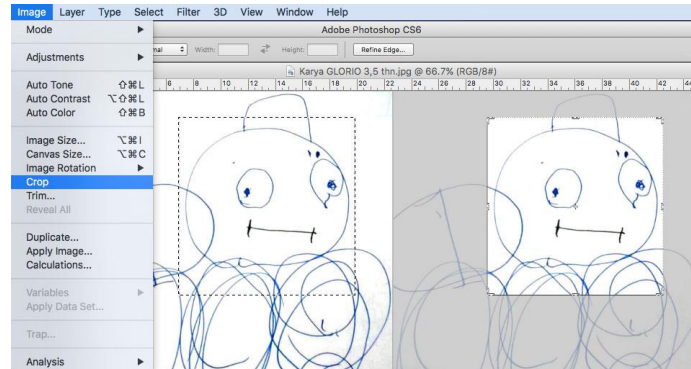 Image Layer Type Select Filter 3D View Window Help
Adobe Photoshop CS6
Mode
Width: Height: Refine Edge...
Adjustments
Karya GLORIO 3,5 thn.jpg @ 66.7% (RGB/8#)
6 8 10 12 14 16 18 20 22 24 26 28 30 32 34 36 38 40 42 44
Auto Tone ⇧⌘L
Auto Contrast ⌥⇧⌘L
Auto Color ⇧⌘B
Image Size... ⌥⌘I
Canvas Size... ⌥⌘C
Image Rotation
Crop
Trim...
Reveal All
Duplicate...
Apply Image...
Calculations...
Variables
Apply Data Set...
Trap...
Analysis